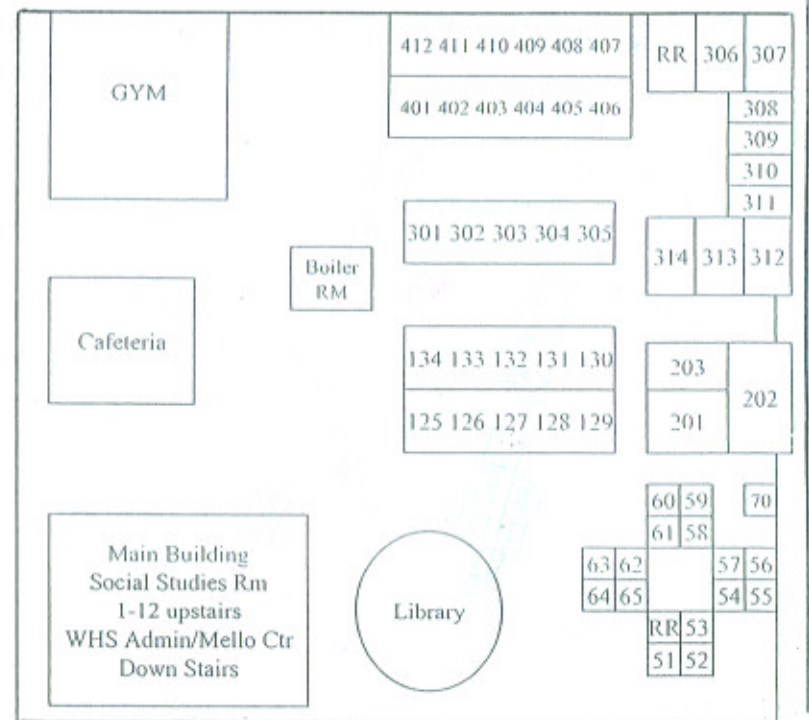 GYM
412 411 410 409 408 407
401 402 403 404 405 406
RR 306 307
308
309
310
311
314 313 312
301 302 303 304 305
Boiler
RM
Cafeteria
134 133 132 131 130
125 126 127 128 129
203
202
201
60 59
70
61 58
63 62
57 56
64 65
54 55
RR 53
51 52
Main Building
Social Studies Rm
1-12 upstairs
WHS Admin/Mello Ctr
Down Stairs
Library